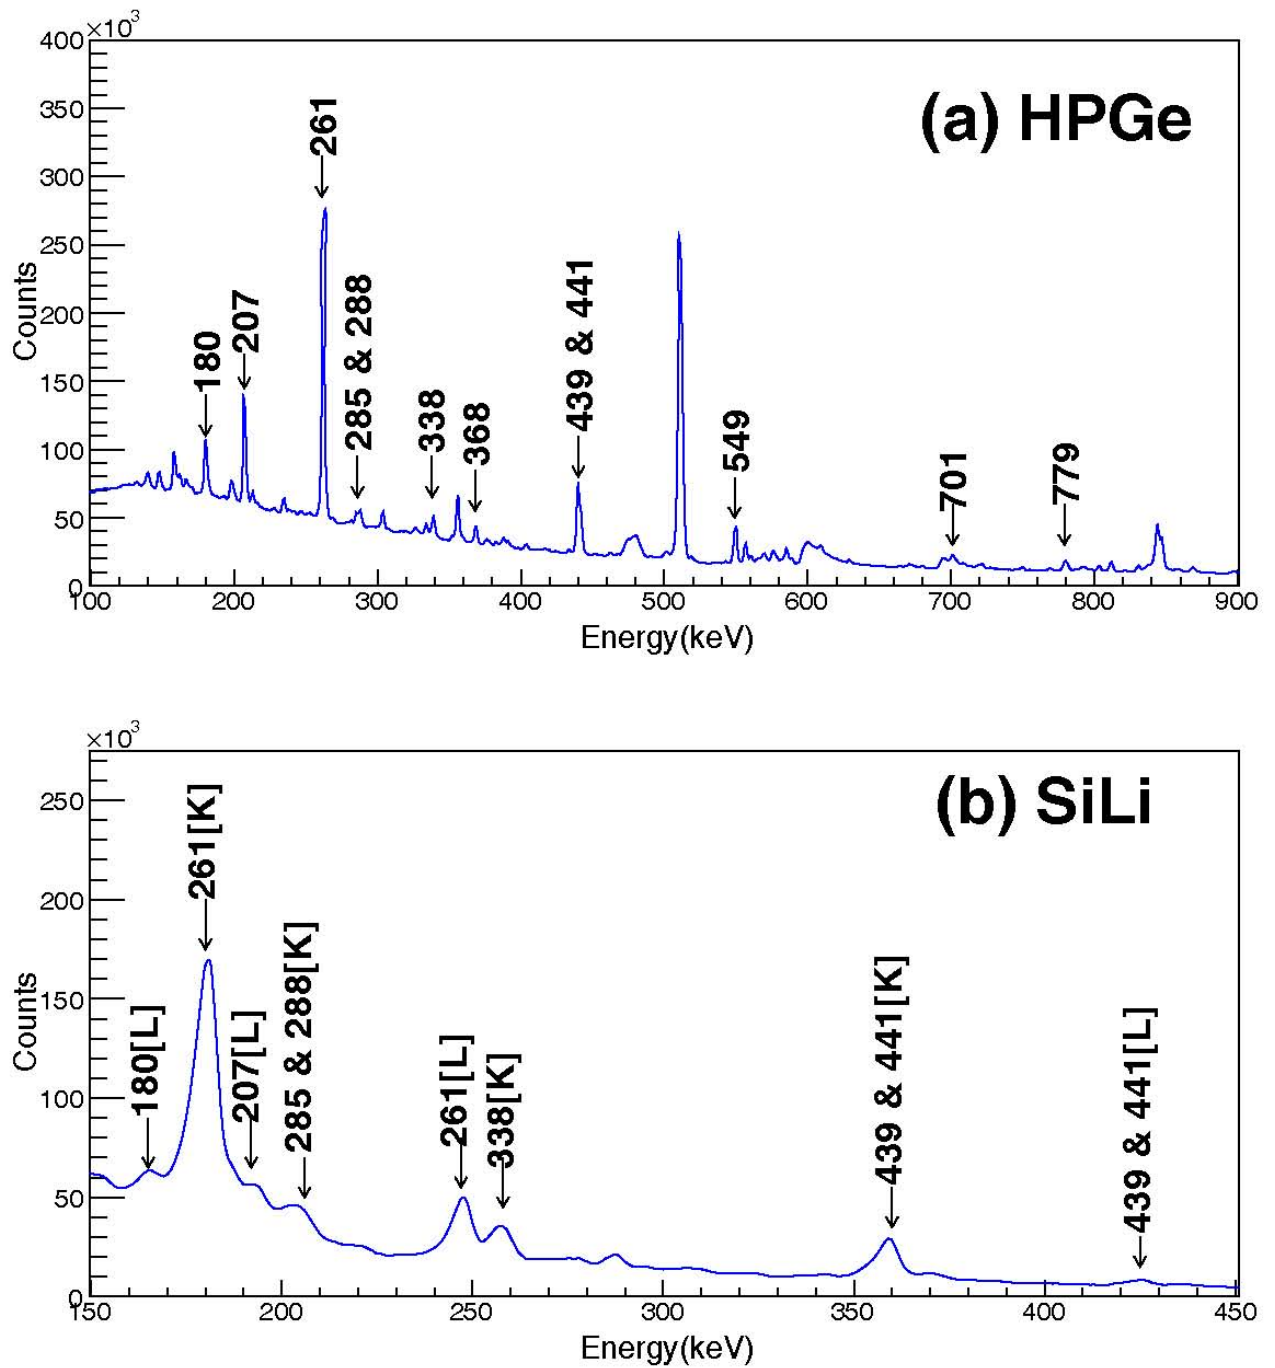 ×10³
400
350
300
250
200
150
100
50
0
Counts
(a) HPGe
180
207
261
285 & 288
338
368
439 & 441
549
701
779
100 200 300 400 500 600 700 800 900
Energy(keV)
×10³
250
200
150
100
50
0
Counts
(b) SiLi
180[L]
261[K]
207[L]
285 & 288[K]
261[L]
338[K]
439 & 441[K]
439 & 441[L]
150 200 250 300 350 400 450
Energy(keV)